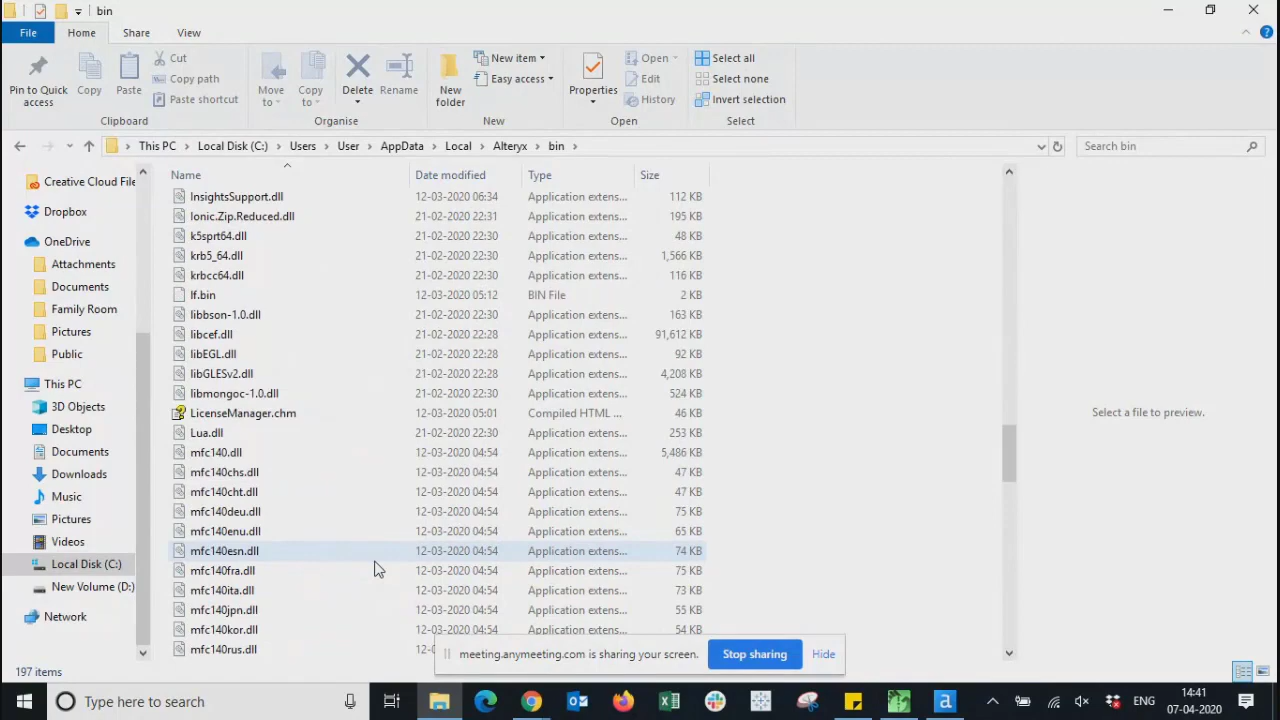 bin
File Home Share View
Pin to Quick access
Copy
Paste
Cut
Copy path
Paste shortcut
Clipboard
Move to
Copy to
Delete
Rename
Organise
New folder
New item
Easy access
New
Properties
Open
Edit
History
Open
Select all
Select none
Invert selection
Select
This PC > Local Disk (C:) > Users > User > AppData > Local > Alteryx > bin >
Search bin
Creative Cloud File
Dropbox
OneDrive
Attachments
Documents
Family Room
Pictures
Public
This PC
3D Objects
Desktop
Documents
Downloads
Music
Pictures
Videos
Local Disk (C:)
New Volume (D:)
Network
Name Date modified Type Size
InsightsSupport.dll 12-03-2020 06:34 Application extens... 112 KB
Ionic.Zip.Reduced.dll 21-02-2020 22:31 Application extens... 195 KB
k5sprt64.dll 21-02-2020 22:30 Application extens... 48 KB
krb5_64.dll 21-02-2020 22:30 Application extens... 1,566 KB
krbcc64.dll 21-02-2020 22:30 Application extens... 116 KB
lf.bin 12-03-2020 05:12 BIN File 2 KB
libbson-1.0.dll 21-02-2020 22:30 Application extens... 163 KB
libcef.dll 21-02-2020 22:28 Application extens... 91,612 KB
libEGL.dll 21-02-2020 22:28 Application extens... 92 KB
libGLESv2.dll 21-02-2020 22:28 Application extens... 4,208 KB
libmongoc-1.0.dll 21-02-2020 22:30 Application extens... 524 KB
LicenseManager.chm 12-03-2020 05:01 Compiled HTML ... 46 KB
Lua.dll 21-02-2020 22:30 Application extens... 253 KB
mfc140.dll 12-03-2020 04:54 Application extens... 5,486 KB
mfc140chs.dll 12-03-2020 04:54 Application extens... 47 KB
mfc140cht.dll 12-03-2020 04:54 Application extens... 47 KB
mfc140deu.dll 12-03-2020 04:54 Application extens... 75 KB
mfc140enu.dll 12-03-2020 04:54 Application extens... 65 KB
mfc140esn.dll 12-03-2020 04:54 Application extens... 74 KB
mfc140fra.dll 12-03-2020 04:54 Application extens... 75 KB
mfc140ita.dll 12-03-2020 04:54 Application extens... 73 KB
mfc140jpn.dll 12-03-2020 04:54 Application extens... 55 KB
mfc140kor.dll 12-03-2020 04:54 Application extens... 54 KB
mfc140rus.dll
Select a file to preview.
meeting.anymeeting.com is sharing your screen. Stop sharing Hide
197 items
Type here to search
ENG
14:41
07-04-2020